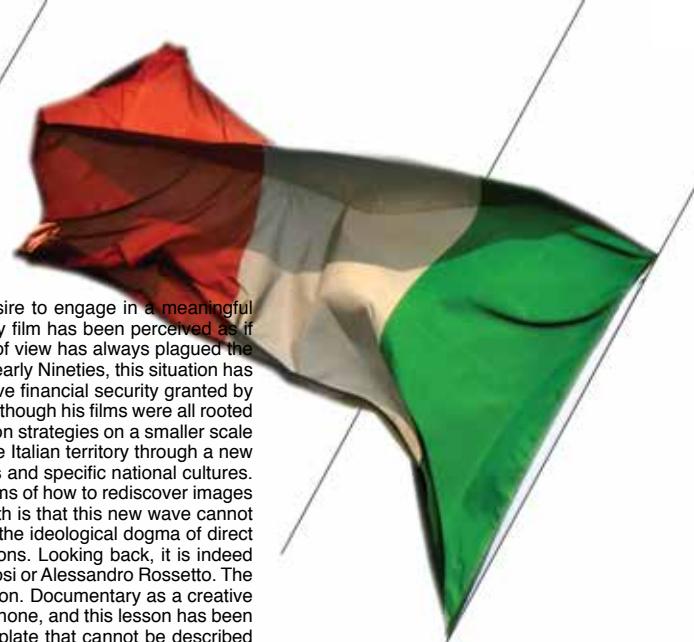 sire to engage in a meaningful
y film has been perceived as if
of view has always plagued the
early Nineties, this situation has
ve financial security granted by
though his films were all rooted
on strategies on a smaller scale
e Italian territory through a new
s and specific national cultures.
ms of how to rediscover images
th is that this new wave cannot
the ideological dogma of direct
ons. Looking back, it is indeed
osi or Alessandro Rossetto. The
on. Documentary as a creative
none, and this lesson has been
plate that cannot be described